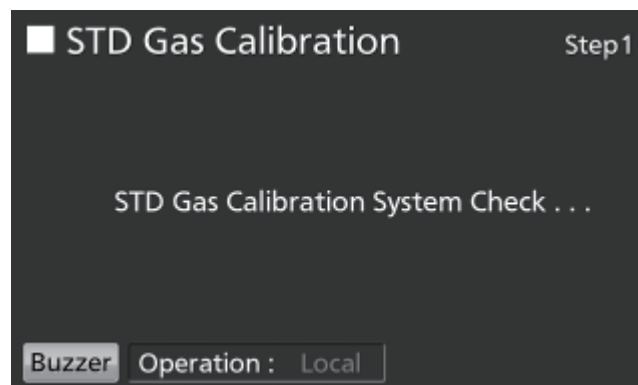 STD Gas Calibration Step1
STD Gas Calibration System Check . . .
Buzzer Operation : Local